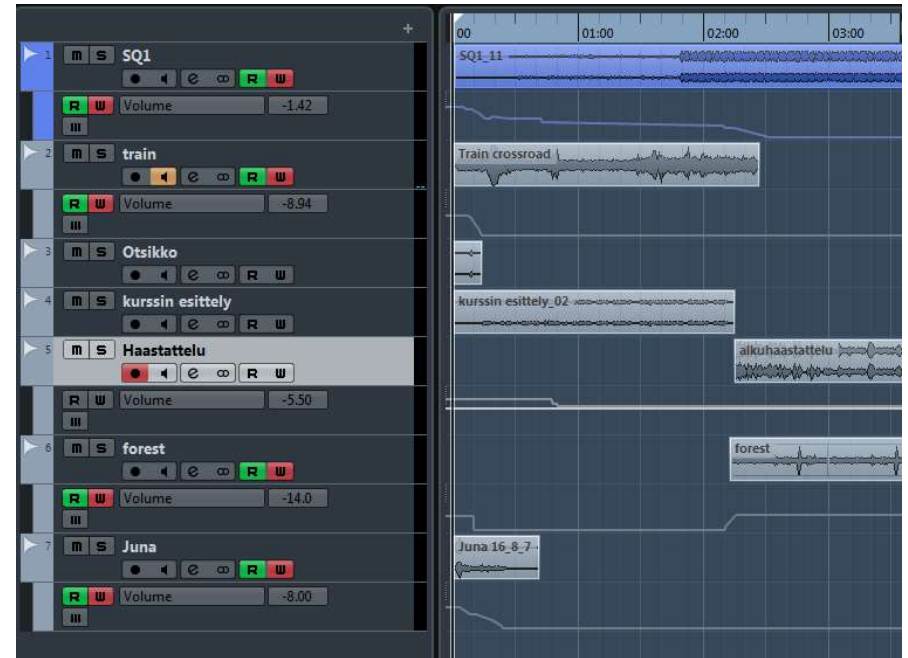 +
00 01:00 02:00 03:00
1 m S SQ1
e R W
SQ1_11
R W Volume -1.42
2 m S train
e R W
Train crossroad
R W Volume -8.94
3 m S Otsikko
e R W
4 m S kurssin esittely
e R W
kurssin esittely_02
5 m S Haastattelu
e R W
alkuhaastattelu
R W Volume -5.50
6 m S forest
e R W
forest
R W Volume -14.0
7 m S Juna
e R W
Juna 16_8_7
R W Volume -8.00